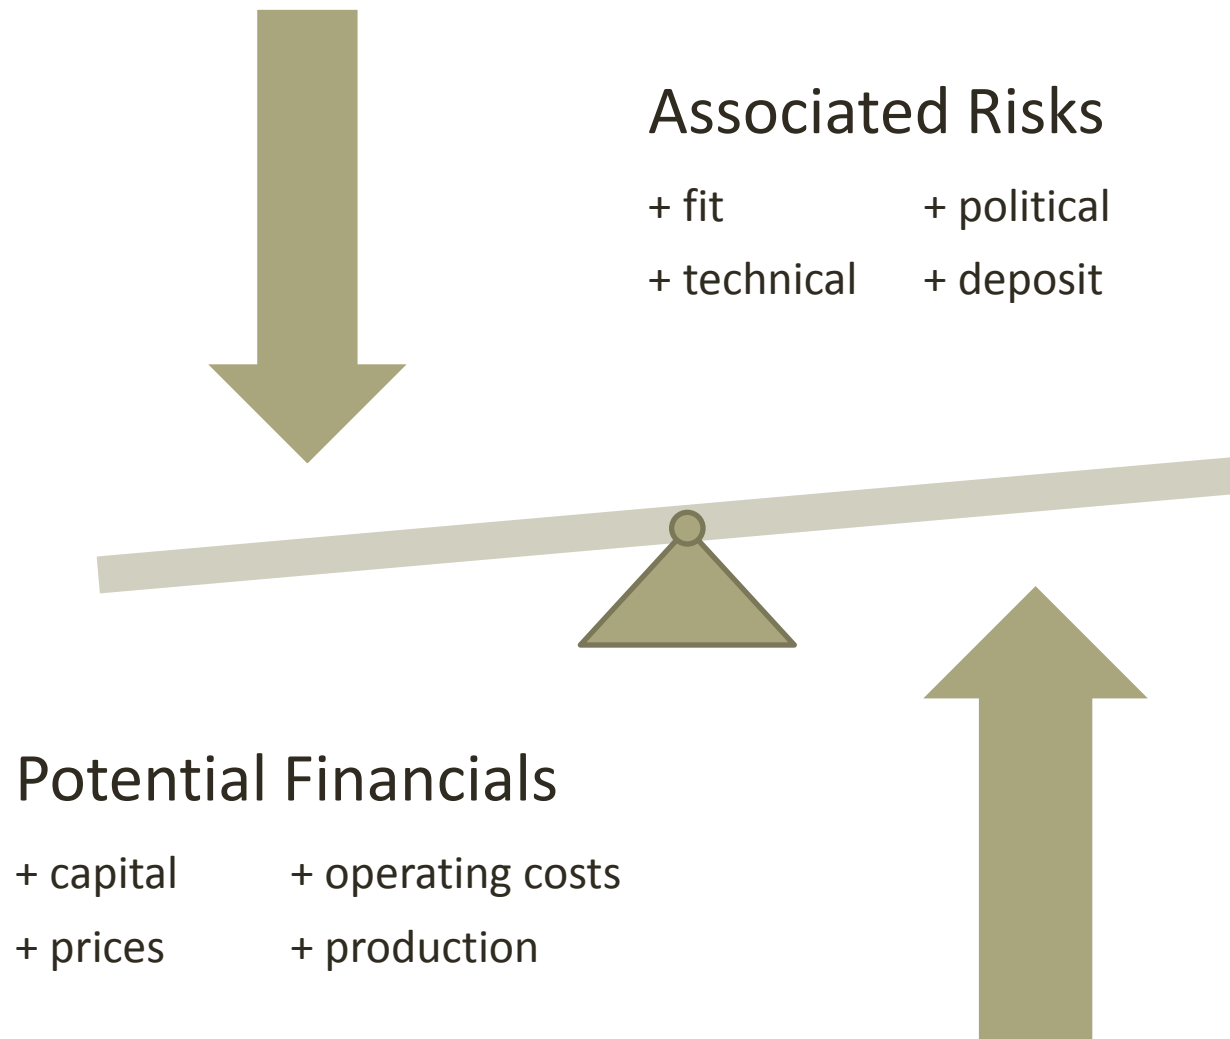 Associated Risks
+ fit + political
+ technical + deposit
Potential Financials
+ capital + operating costs
+ prices + production